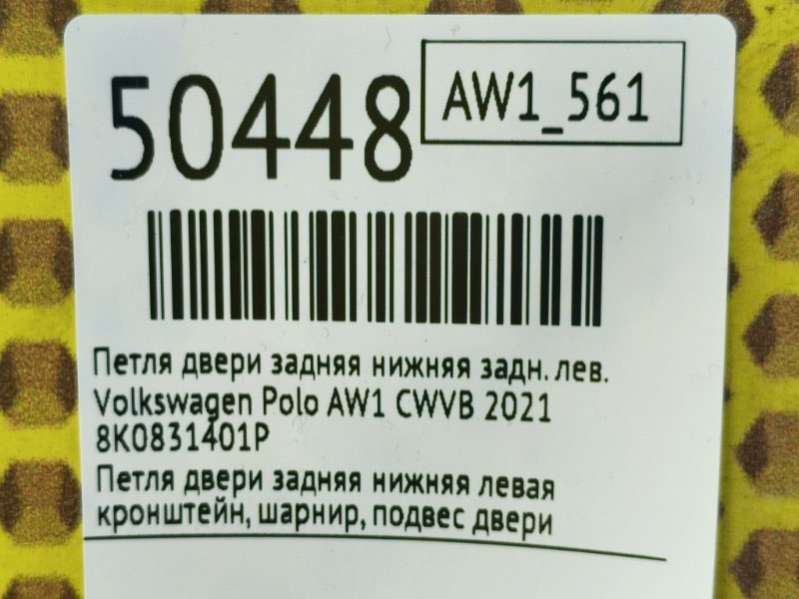 50448
AW1_561
Петля двери задняя нижняя задн. лев.
Volkswagen Polo AW1 CWVB 2021
8K0831401P
Петля двери задняя нижняя левая
кронштейн, шарнир, подвес двери